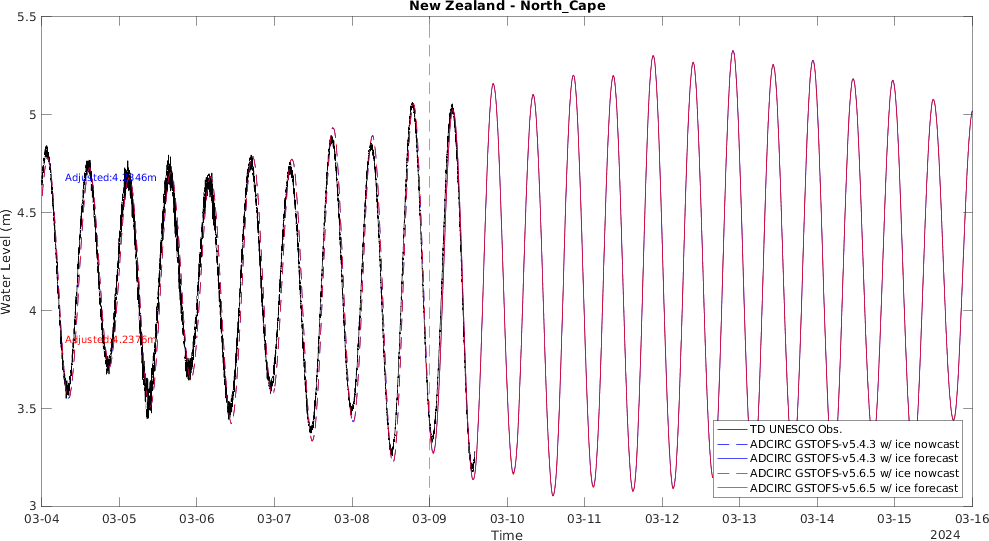 New Zealand - North_Cape
5.5
5
4.5
4
3.5
3
Water Level (m)
Adjusted:4.2346m
Adjusted:4.2376m
TD UNESCO Obs.
ADCIRC GSTOFS-v5.4.3 w/ ice nowcast
ADCIRC GSTOFS-v5.4.3 w/ ice forecast
ADCIRC GSTOFS-v5.6.5 w/ ice nowcast
ADCIRC GSTOFS-v5.6.5 w/ ice forecast
03-04 03-05 03-06 03-07 03-08 03-09 03-10 03-11 03-12 03-13 03-14 03-15 03-16
Time
2024